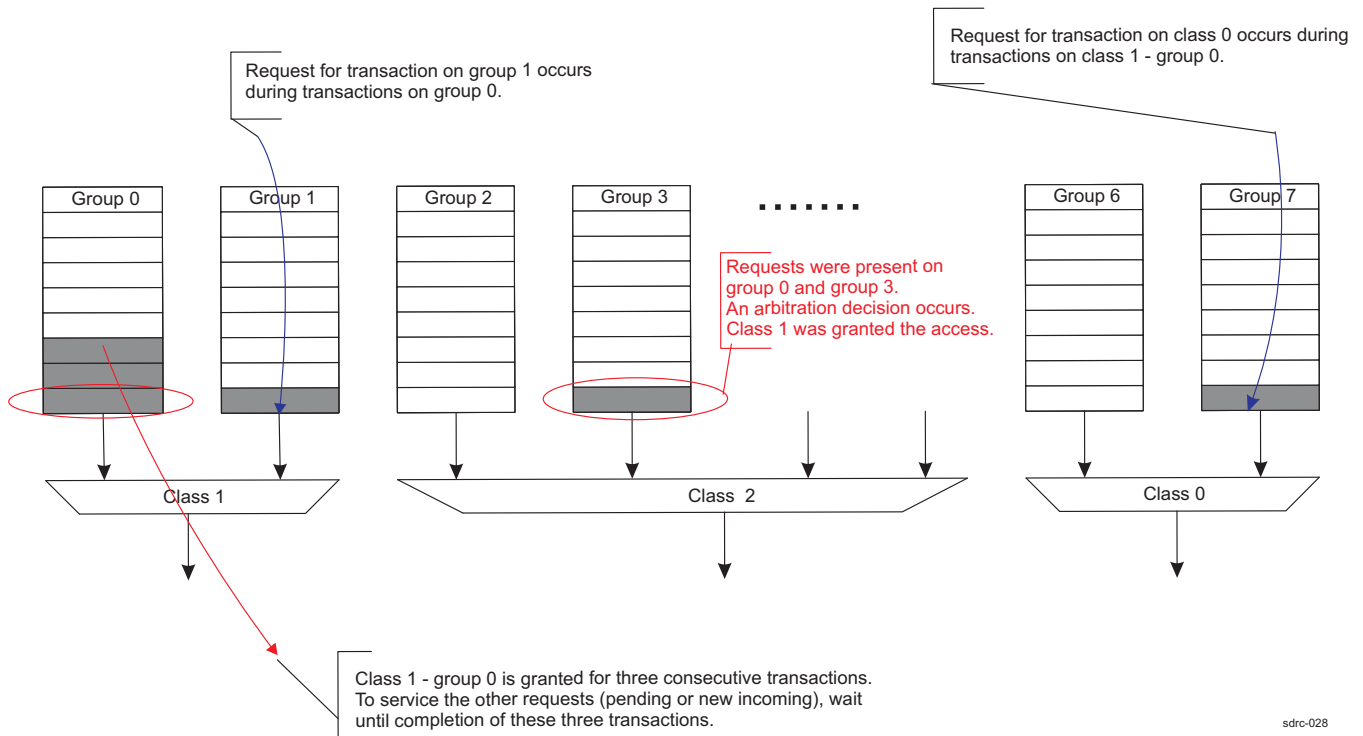 Request for transaction on class 0 occurs during
transactions on class 1 - group 0.
Request for transaction on group 1 occurs
during transactions on group 0.
Group 0
Group 1
Group 2
Group 3
Group 6
Group 7
Requests were present on
group 0 and group 3.
An arbitration decision occurs.
Class 1 was granted the access.
Class 1
Class 2
Class 0
Class 1 - group 0 is granted for three consecutive transactions.
To service the other requests (pending or new incoming), wait
until completion of these three transactions.
sdrc-028